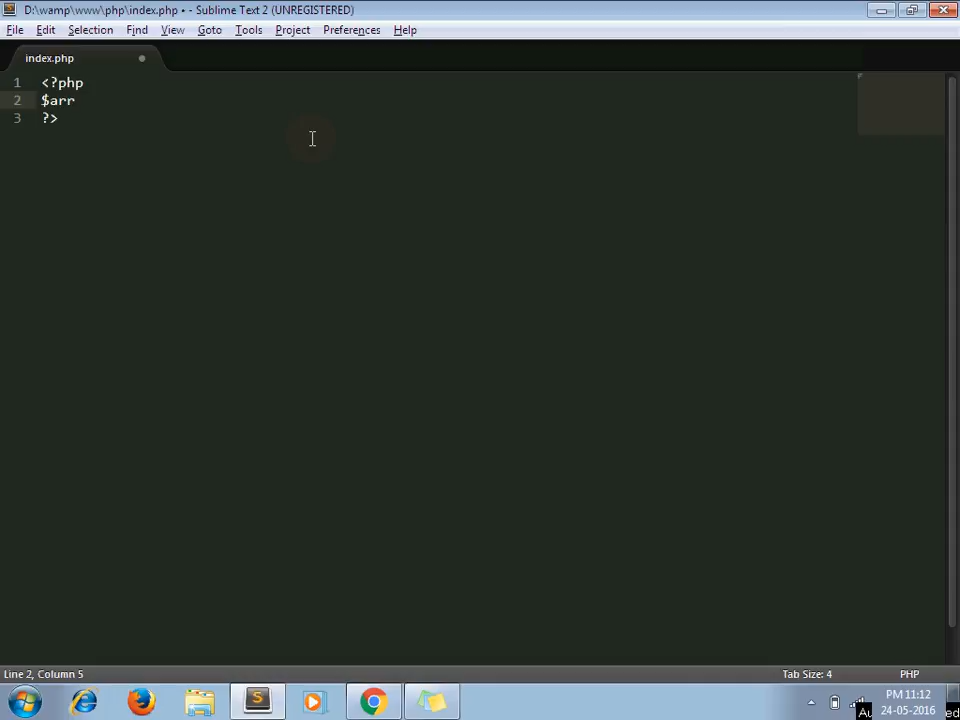 D:\wamp\www\php\index.php • - Sublime Text 2 (UNREGISTERED)
File Edit Selection Find View Goto Tools Project Preferences Help
index.php
1 <?php
2 $arr
3 ?>
Line 2, Column 5
Tab Size: 4
PHP
PM 11:12
24-05-2016